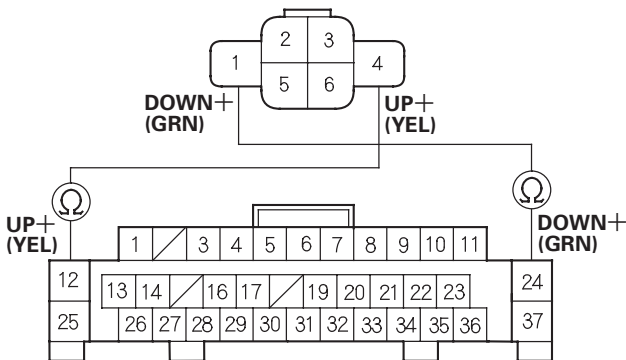 2 3
1 4
5 6
DOWN+
(GRN)
UP+
(YEL)
Ω Ω
UP+
(YEL)
DOWN+
(GRN)
1 3 4 5 6 7 8 9 10 11
12 24
13 14 16 17 19 20 21 22 23
25 37
26 27 28 29 30 31 32 33 34 35 36